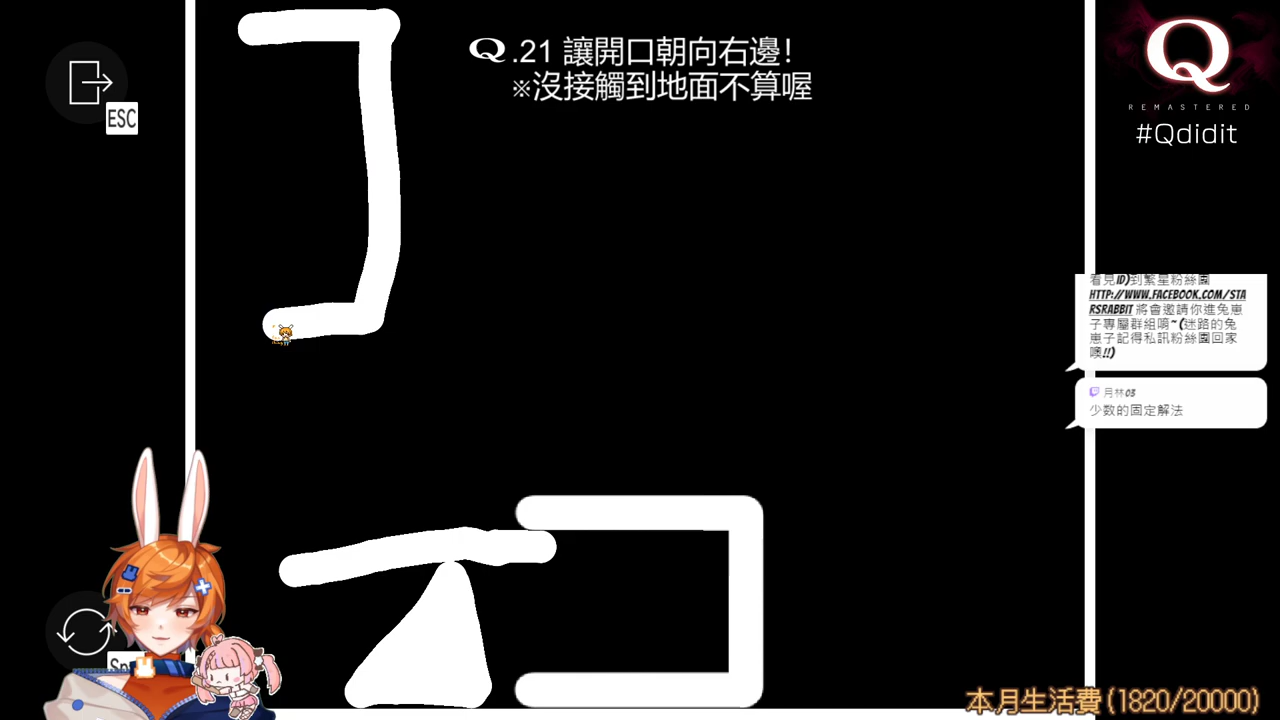 Q.21 讓開口朝向右邊!
※沒接觸到地面不算喔
ESC
Q
REMASTERED
#Qdidit
看見ID)到繁星粉絲團
HTTP://WWW.FACEBOOK.COM/STA
RSRABBIT 將會邀請你進兔崽
子專屬群組唷~(迷路的兔
崽子記得私訊粉絲團回家
噢!!)
月林03
少数的固定解法
本月生活費(1820/20000)